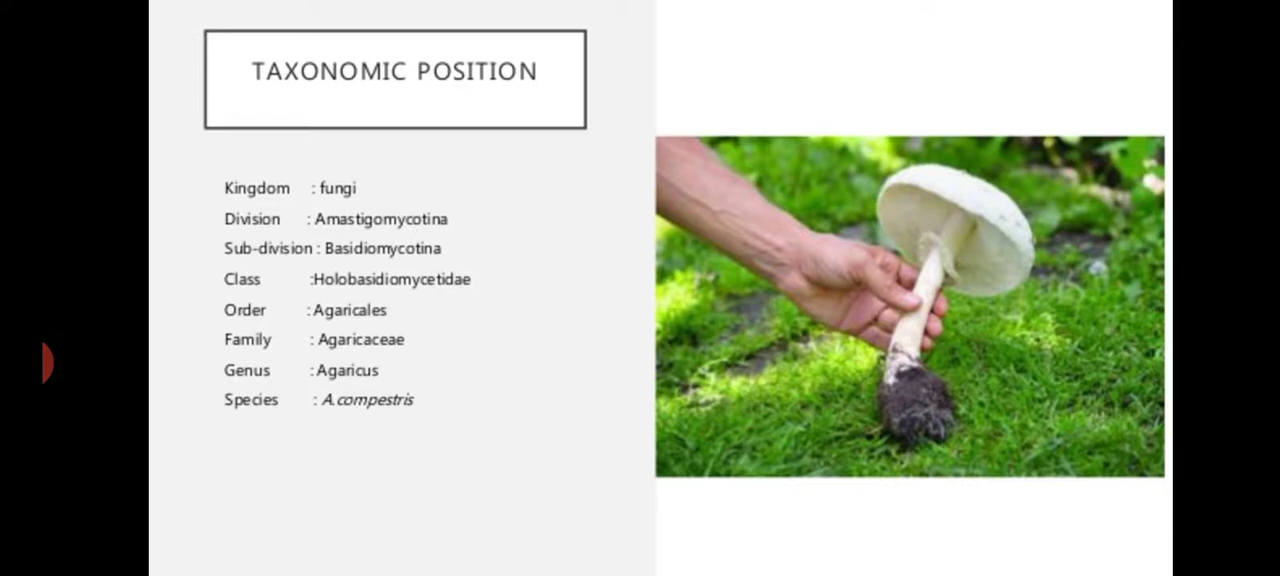 TAXONOMIC POSITION
Kingdom : fungi
Division : Amastigomycotina
Sub-division : Basidiomycotina
Class :Holobasidiomycetidae
Order : Agaricales
Family : Agaricaceae
Genus : Agaricus
Species : A.compestris